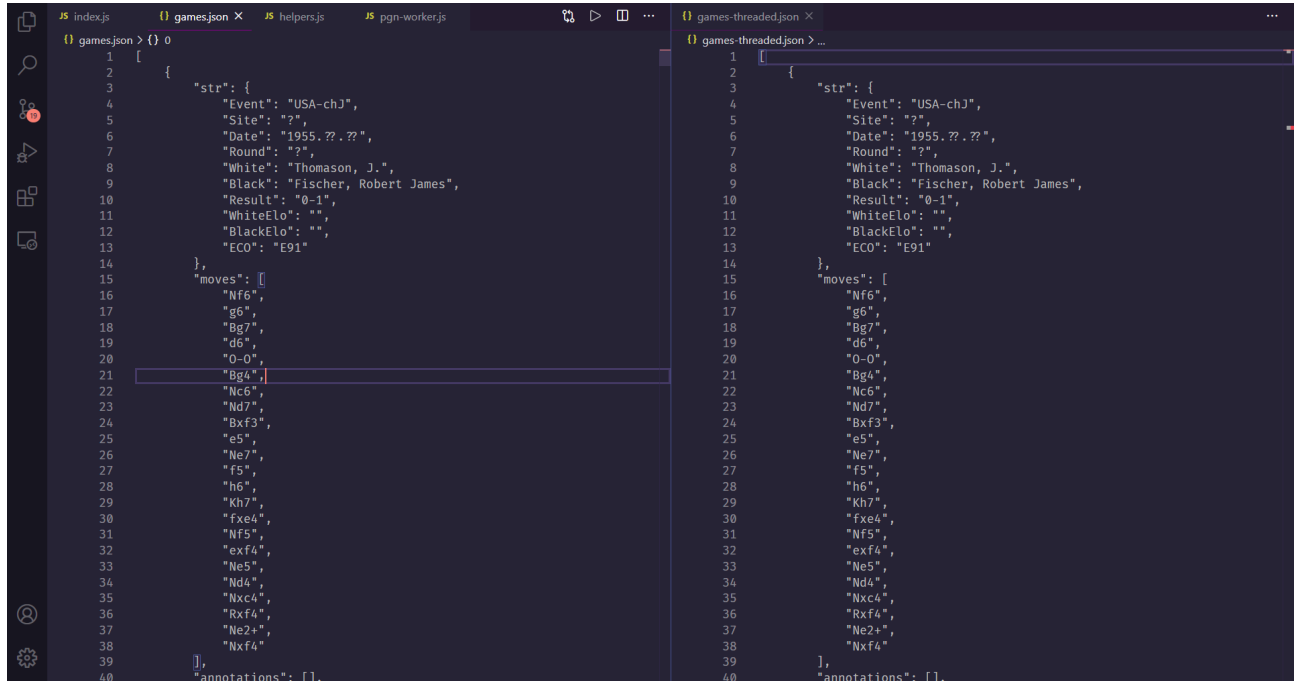 JS index.js
{} games.json ×
JS helpers.js
JS pgn-worker.js
···
{} games.json > {} 0
19
1 [
2 {
3 "str": {
4 "Event": "USA-chJ",
5 "Site": "?",
6 "Date": "1955.??.??",
7 "Round": "?",
8 "White": "Thomason, J.",
9 "Black": "Fischer, Robert James",
10 "Result": "0-1",
11 "WhiteElo": "",
12 "BlackElo": "",
13 "ECO": "E91"
14 },
15 "moves": [
16 "Nf6",
17 "g6",
18 "Bg7",
19 "d6",
20 "O-O",
21 "Bg4",
22 "Nc6",
23 "Nd7",
24 "Bxf3",
25 "e5",
26 "Ne7",
27 "f5",
28 "h6",
29 "Kh7",
30 "fxe4",
31 "Nf5",
32 "exf4",
33 "Ne5",
34 "Nd4",
35 "Nxc4",
36 "Rxf4",
37 "Ne2+",
38 "Nxf4"
39 ],
40 "annotations": [],
{} games-threaded.json ×
···
{} games-threaded.json > ...
1 [
2 {
3 "str": {
4 "Event": "USA-chJ",
5 "Site": "?",
6 "Date": "1955.??.??",
7 "Round": "?",
8 "White": "Thomason, J.",
9 "Black": "Fischer, Robert James",
10 "Result": "0-1",
11 "WhiteElo": "",
12 "BlackElo": "",
13 "ECO": "E91"
14 },
15 "moves": [
16 "Nf6",
17 "g6",
18 "Bg7",
19 "d6",
20 "O-O",
21 "Bg4",
22 "Nc6",
23 "Nd7",
24 "Bxf3",
25 "e5",
26 "Ne7",
27 "f5",
28 "h6",
29 "Kh7",
30 "fxe4",
31 "Nf5",
32 "exf4",
33 "Ne5",
34 "Nd4",
35 "Nxc4",
36 "Rxf4",
37 "Ne2+",
38 "Nxf4"
39 ],
40 "annotations": [],